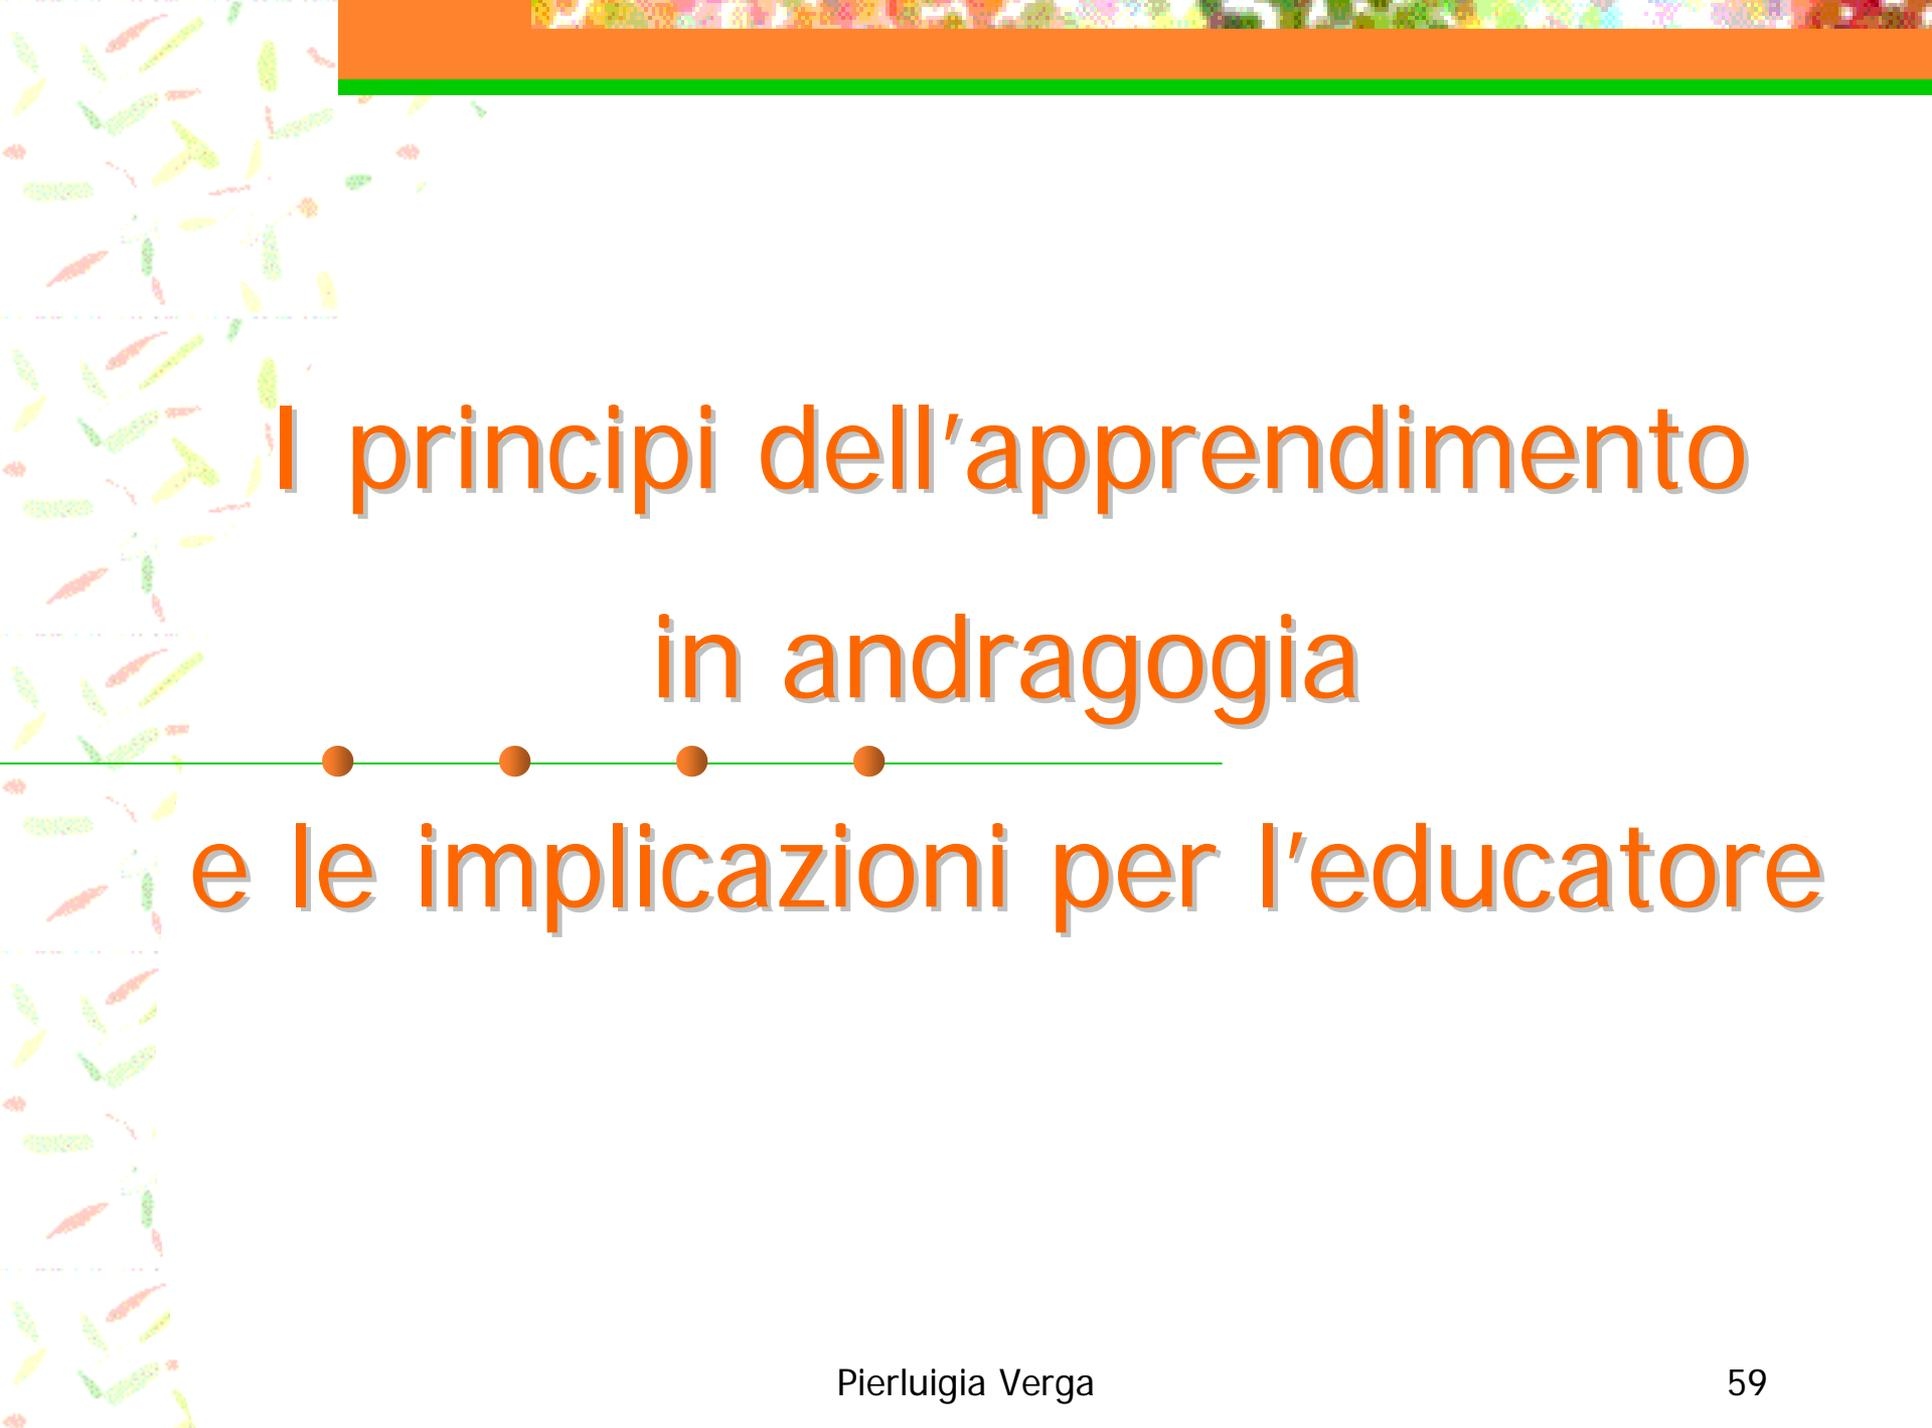 I principi dell'apprendimento
in andragogia
e le implicazioni per l'educatore
Pierluigia Verga
59